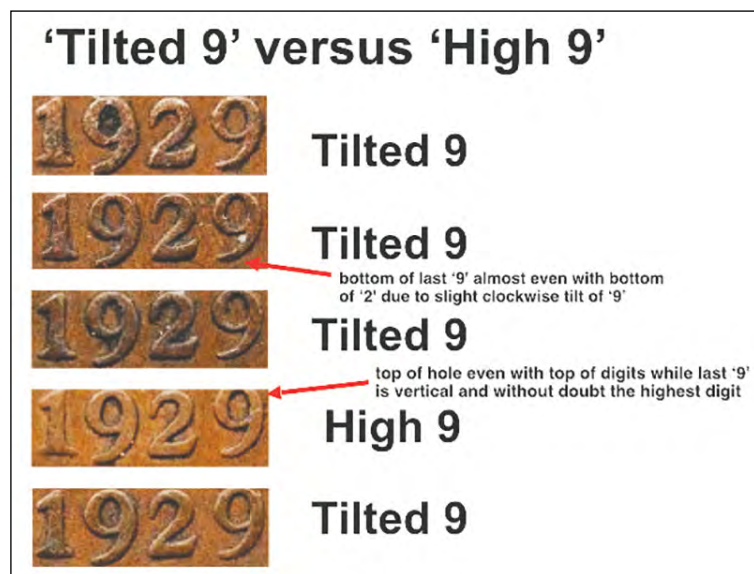 ‘Tilted 9’ versus ‘High 9’
1929
Tilted 9
1929
Tilted 9
bottom of last ‘9’ almost even with bottom
of ‘2’ due to slight clockwise tilt of ‘9’
1929
Tilted 9
top of hole even with top of digits while last ‘9’
is vertical and without doubt the highest digit
1929
High 9
1929
Tilted 9